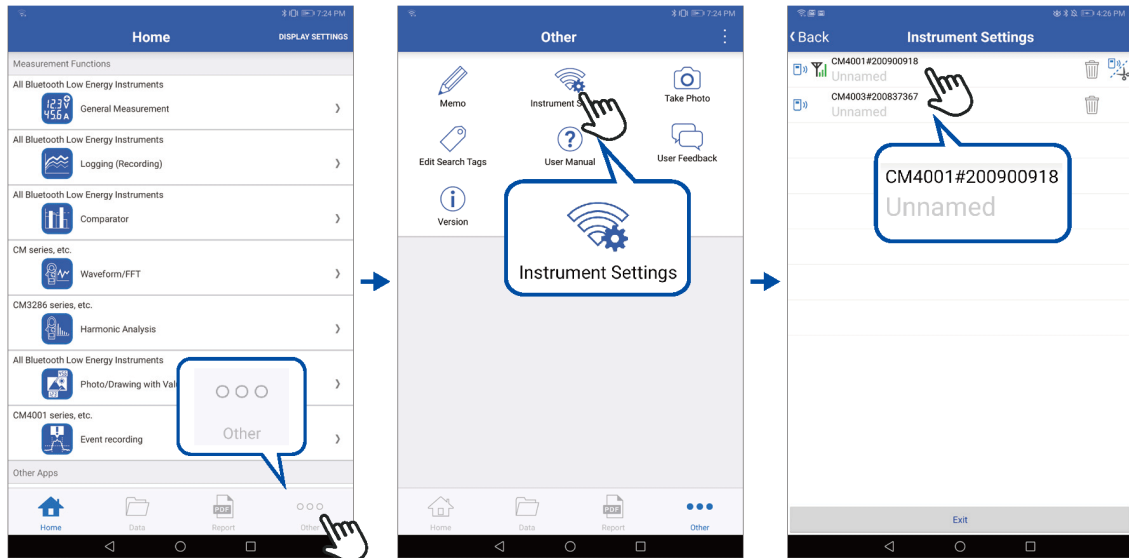 7:24 PM
Home
DISPLAY SETTINGS
Measurement Functions
All Bluetooth Low Energy Instruments
General Measurement
All Bluetooth Low Energy Instruments
Logging (Recording)
All Bluetooth Low Energy Instruments
Comparator
CM series, etc.
Waveform/FFT
CM3286 series, etc.
Harmonic Analysis
All Bluetooth Low Energy Instruments
Photo/Drawing with
CM4001 series, etc.
Event recording
Other
Other Apps
Home
Data
PDF
Report
Other
7:24 PM
Other
Memo
Instrument
Take Photo
Edit Search Tags
User Manual
User Feedback
Version
Instrument Settings
Home
Data
PDF
Report
Other
4:26 PM
Back
Instrument Settings
CM4001#200900918
Unnamed
CM4003#200837367
Unnamed
CM4001#200900918
Unnamed
Exit